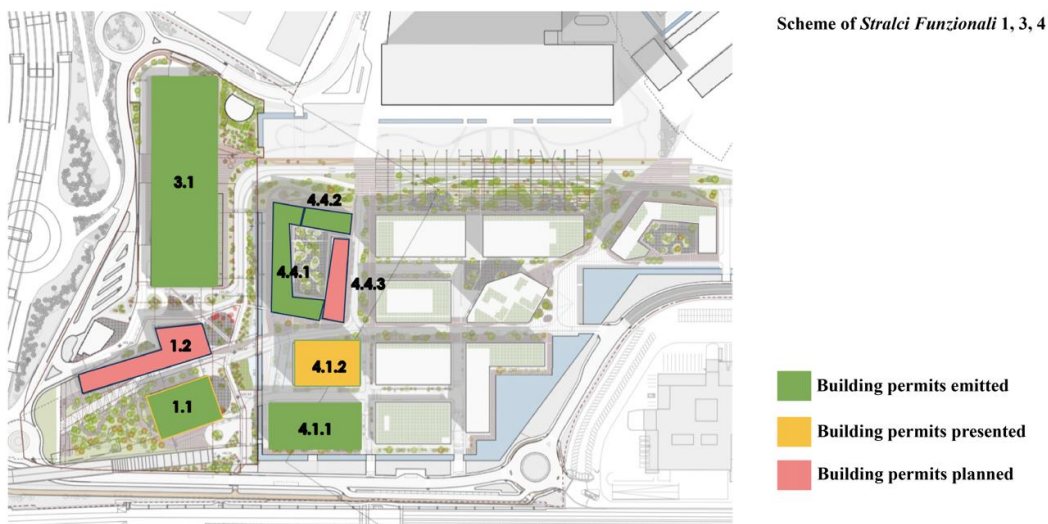 Scheme of Stralci Funzionali 1, 3, 4
3.1
4.4.2
4.4.1
4.4.3
1.2
4.1.2
1.1
4.1.1
Building permits emitted
Building permits presented
Building permits planned